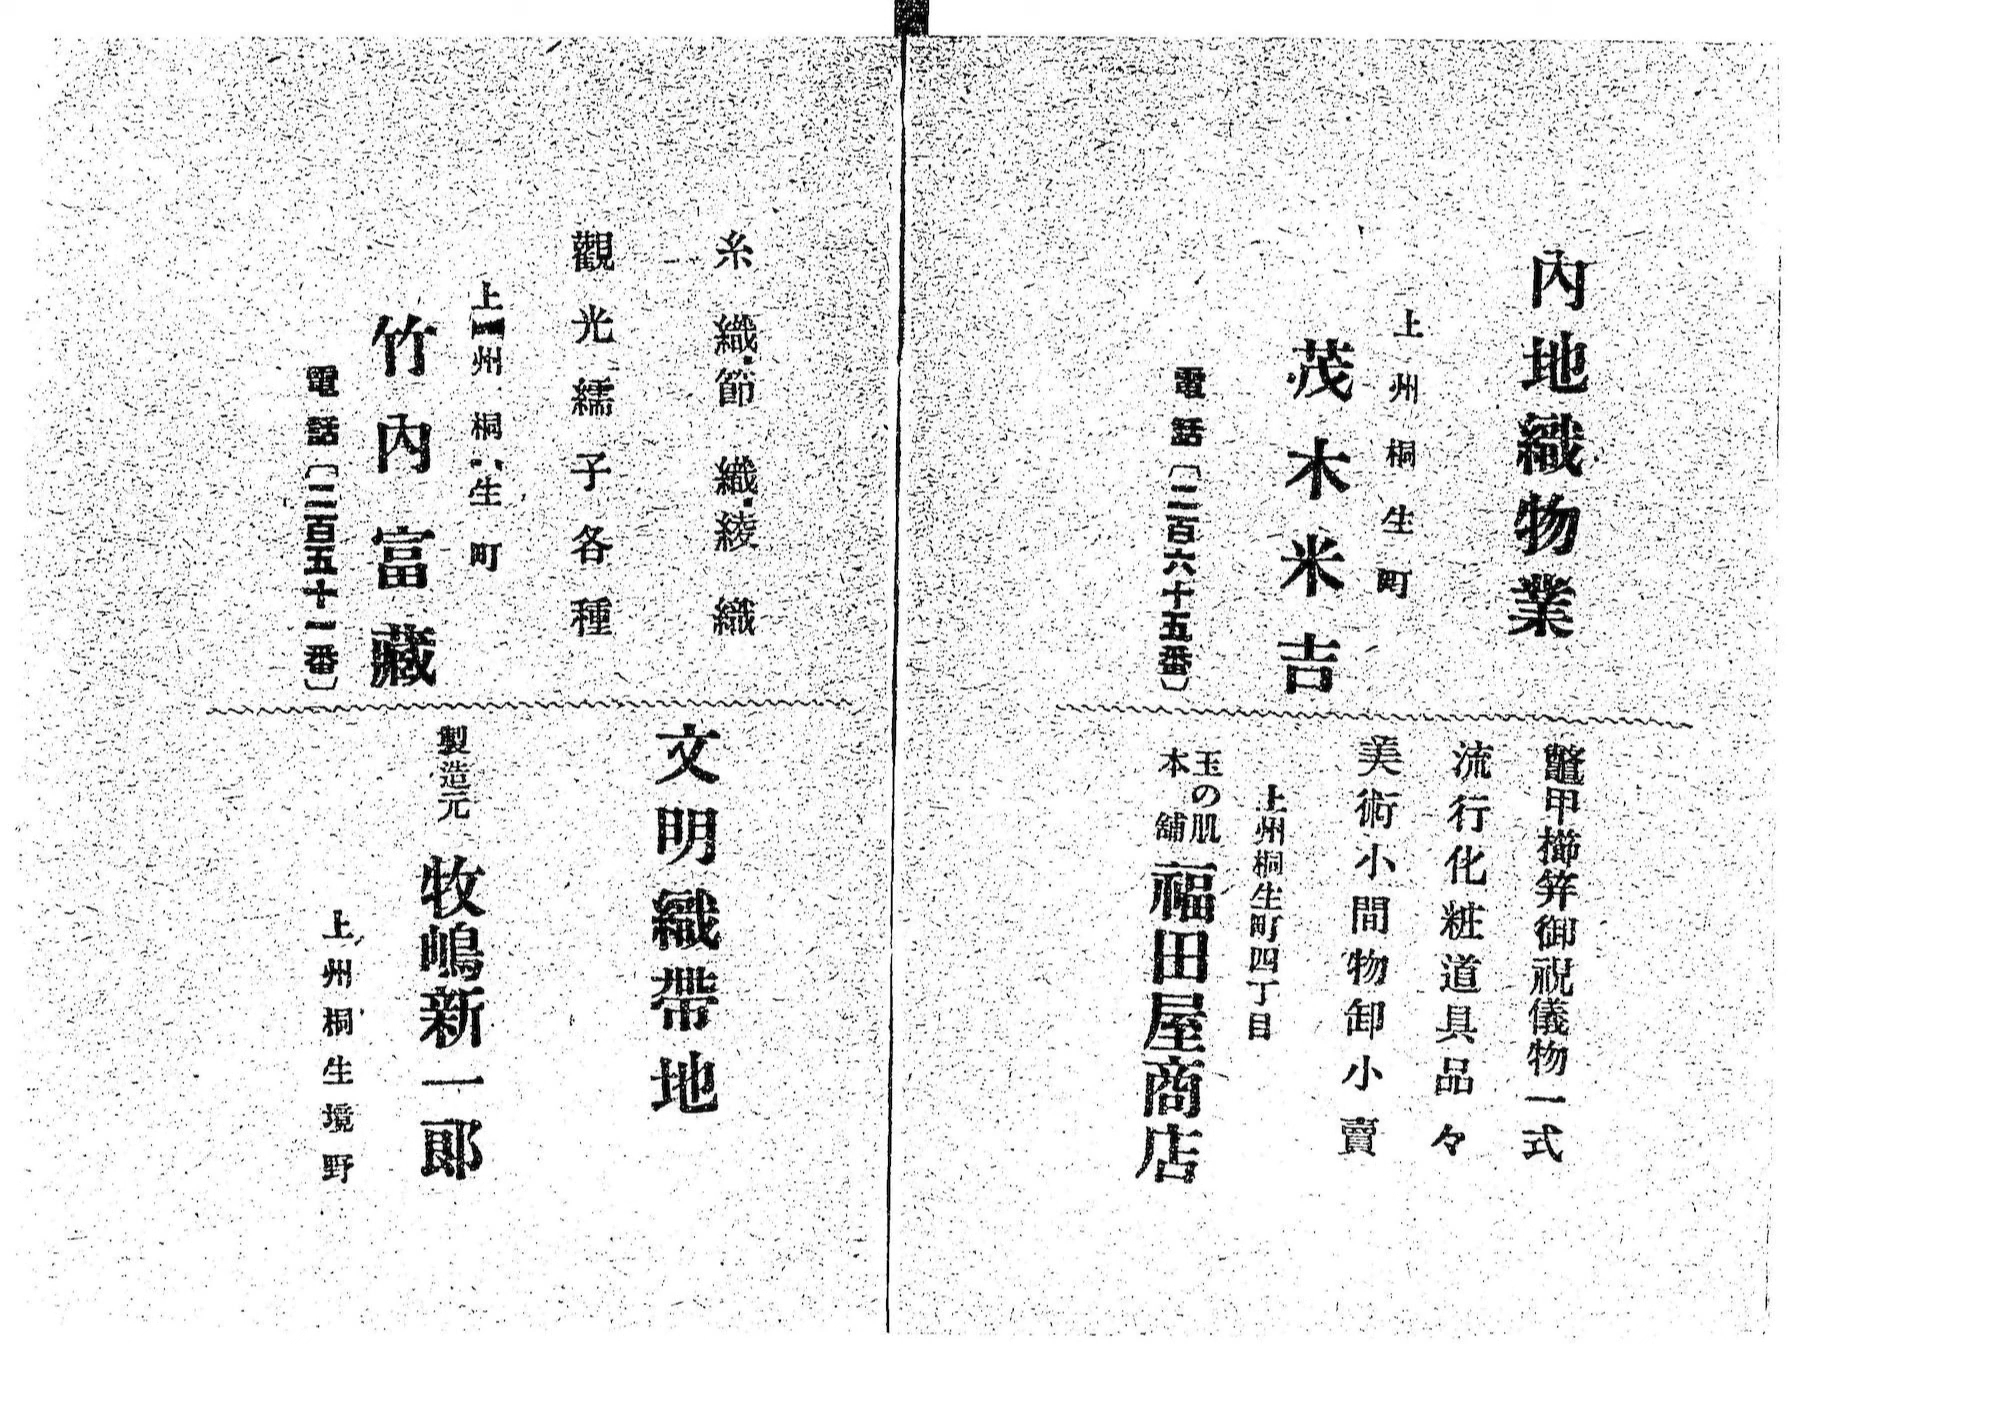 內地織物業
上州桐生町
茂木米吉
電話〔二百六十五番〕
鼈甲櫛笄御祝儀物一式
流行化粧道具品々
美術小間物卸小賣
上州桐生町四丁目
玉の肌
本舖
福田屋商店
糸織.節織.綾織
觀光繻子各種
上州桐生町
竹內富藏
電話〔二百五十一番〕
文明織帶地
製造元 牧嶋新一郎
上州桐生境野